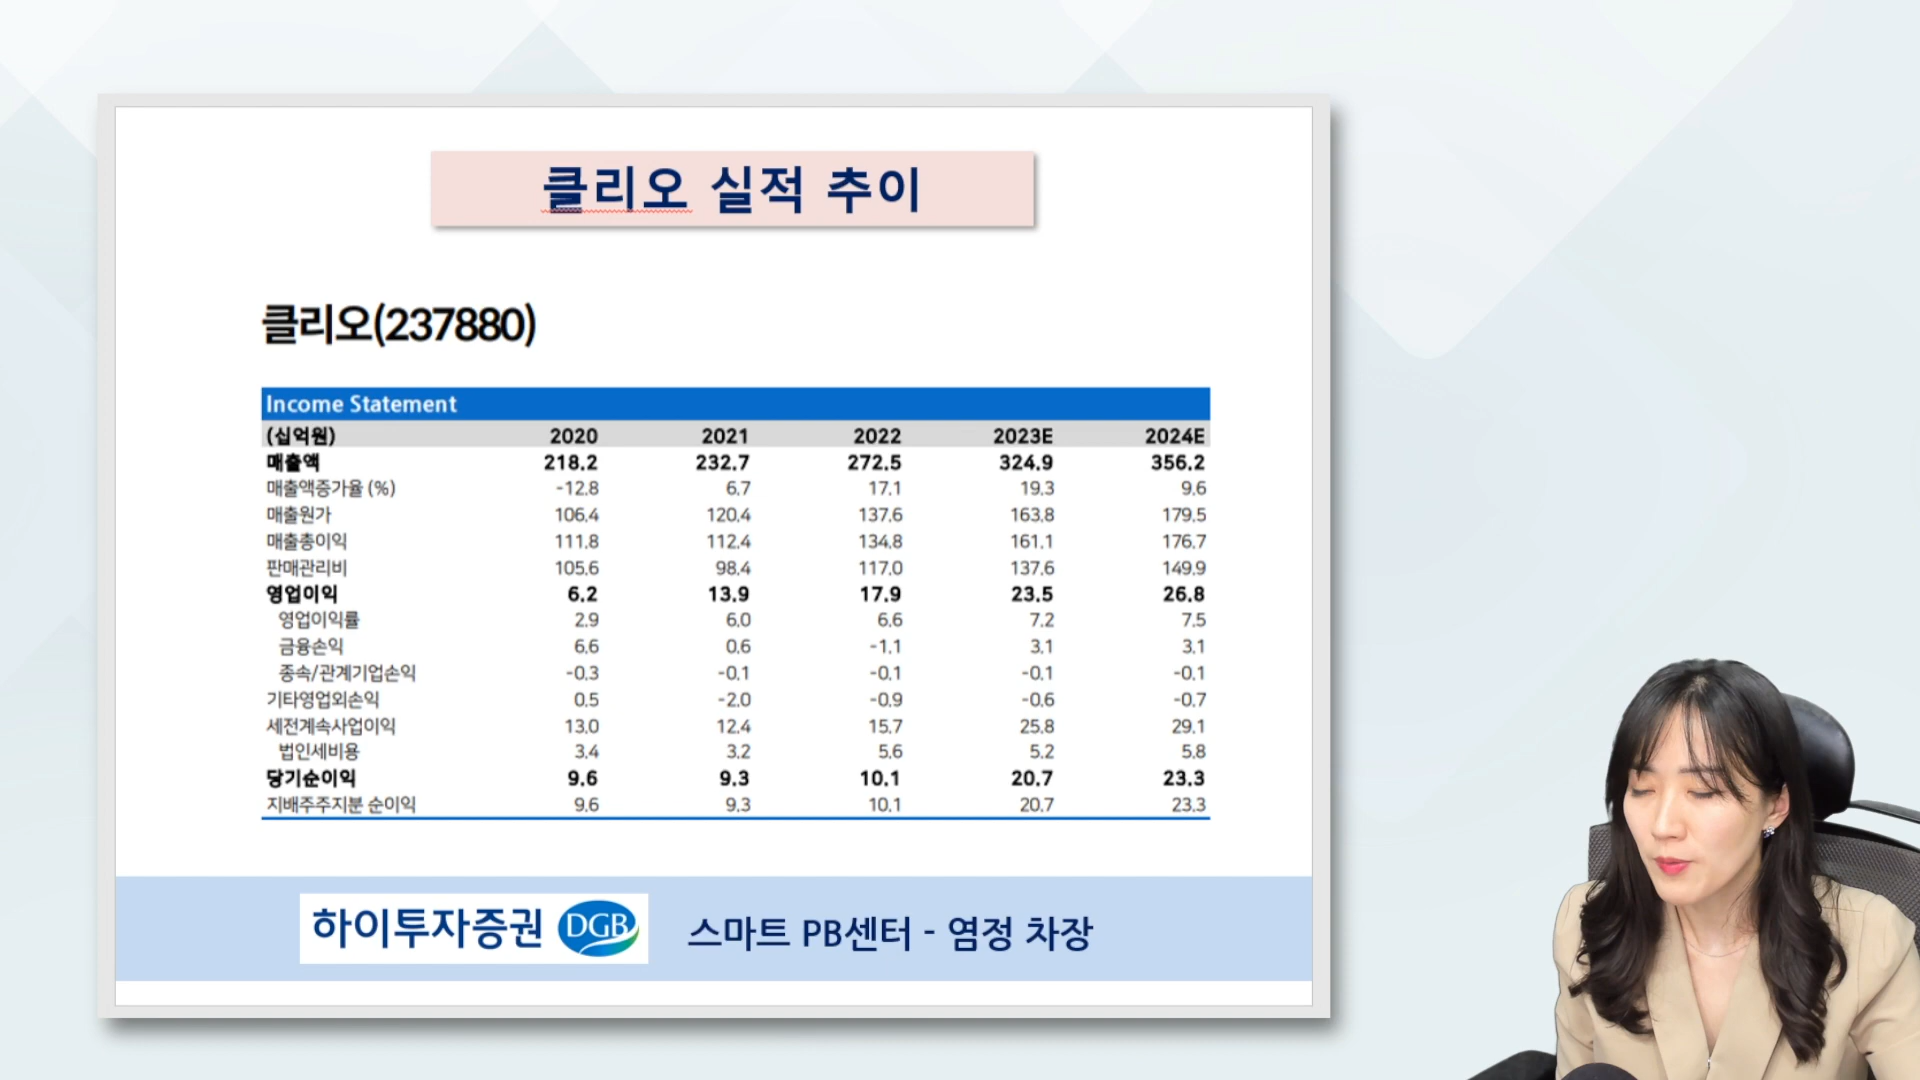 클리오 실적 추이
클리오(237880)
Income Statement
(십억원) 2020 2021 2022 2023E 2024E
매출액 218.2 232.7 272.5 324.9 356.2
매출액증가율 (%) -12.8 6.7 17.1 19.3 9.6
매출원가 106.4 120.4 137.6 163.8 179.5
매출총이익 111.8 112.4 134.8 161.1 176.7
판매관리비 105.6 98.4 117.0 137.6 149.9
영업이익 6.2 13.9 17.9 23.5 26.8
영업이익률 2.9 6.0 6.6 7.2 7.5
금융손익 6.6 0.6 -1.1 3.1 3.1
종속/관계기업손익 -0.3 -0.1 -0.1 -0.1 -0.1
기타영업외손익 0.5 -2.0 -0.9 -0.6 -0.7
세전계속사업이익 13.0 12.4 15.7 25.8 29.1
법인세비용 3.4 3.2 5.6 5.2 5.8
당기순이익 9.6 9.3 10.1 20.7 23.3
지배주주지분 순이익 9.6 9.3 10.1 20.7 23.3
하이투자증권 DGB 스마트 PB센터 - 염정 차장